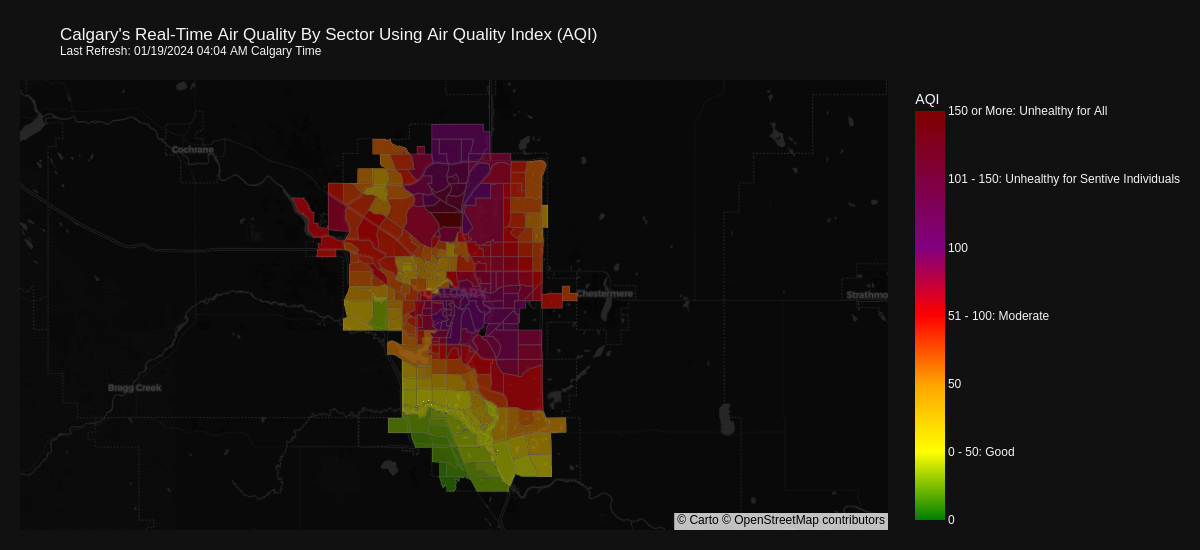 Calgary's Real-Time Air Quality By Sector Using Air Quality Index (AQI)
Last Refresh: 01/19/2024 04:04 AM Calgary Time
AQI
150 or More: Unhealthy for All
101 - 150: Unhealthy for Sentive Individuals
100
51 - 100: Moderate
50
0 - 50: Good
0
Cochrane
CALGARY
Chestermere
Strathmo
Bragg Creek
© Carto © OpenStreetMap contributors